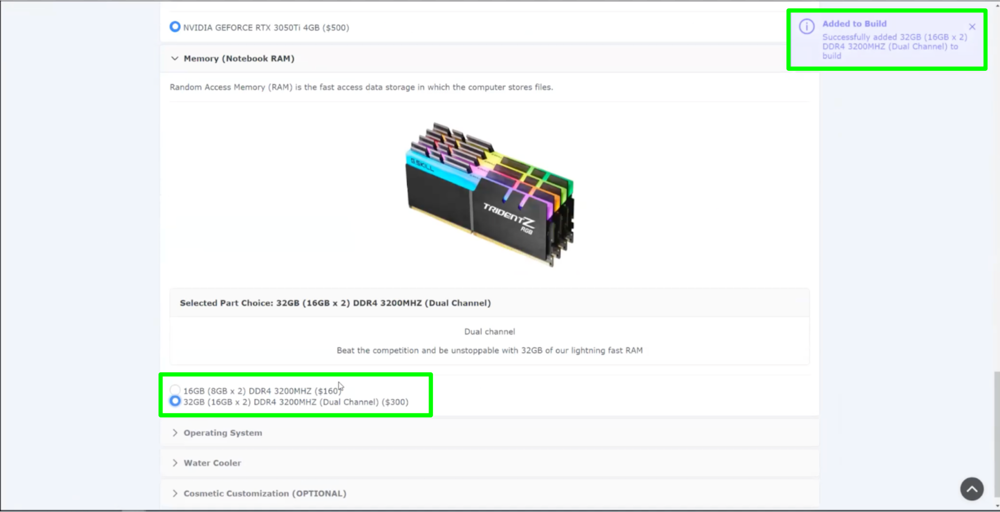 NVIDIA GEFORCE RTX 3050Ti 4GB ($500)
Added to Build
Successfully added 32GB (16GB x 2)
DDR4 3200MHZ (Dual Channel) to
build
Memory (Notebook RAM)
Random Access Memory (RAM) is the fast access data storage in which the computer stores files.
G.SKILL
TRIDENTZ
RGB
Selected Part Choice: 32GB (16GB x 2) DDR4 3200MHZ (Dual Channel)
Dual channel
Beat the competition and be unstoppable with 32GB of our lightning fast RAM
16GB (8GB x 2) DDR4 3200MHZ ($160)
32GB (16GB x 2) DDR4 3200MHZ (Dual Channel) ($300)
Operating System
Water Cooler
Cosmetic Customization (OPTIONAL)